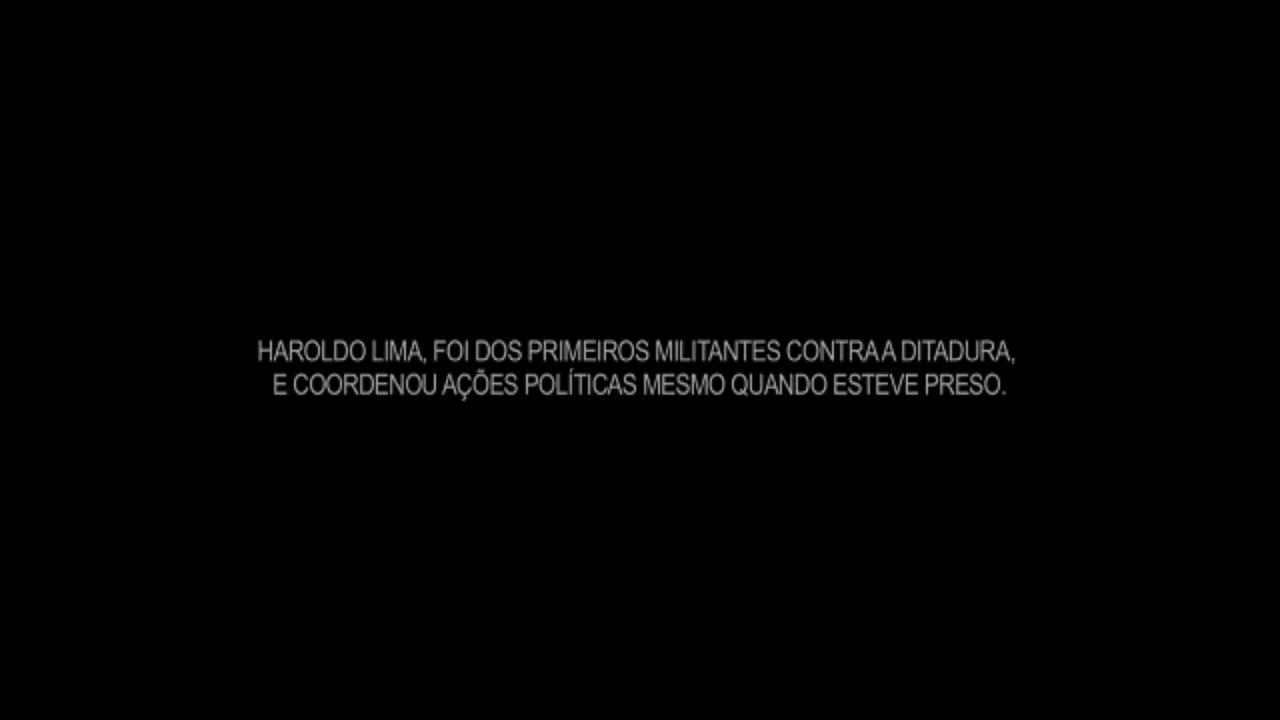 HAROLDO LIMA, FOI DOS PRIMEIROS MILITANTES CONTRA A DITADURA,
E COORDENOU AÇÕES POLÍTICAS MESMO QUANDO ESTEVE PRESO.